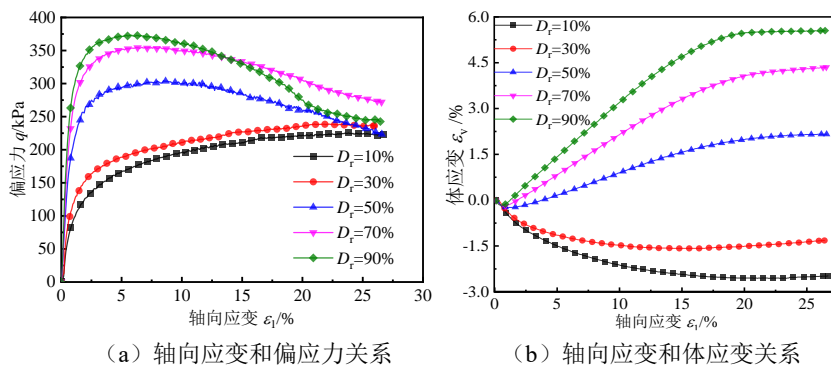 400
350
300
250
200
150
100
50
0
偏应力 q/kPa
Dr=10%
Dr=30%
Dr=50%
Dr=70%
Dr=90%
0 5 10 15 20 25 30
轴向应变 ε1/%
(a) 轴向应变和偏应力关系
6.0
4.5
3.0
1.5
0.0
-1.5
-3.0
体应变 εv /%
Dr=10%
Dr=30%
Dr=50%
Dr=70%
Dr=90%
0 5 10 15 20 25
轴向应变 ε1/%
(b) 轴向应变和体应变关系